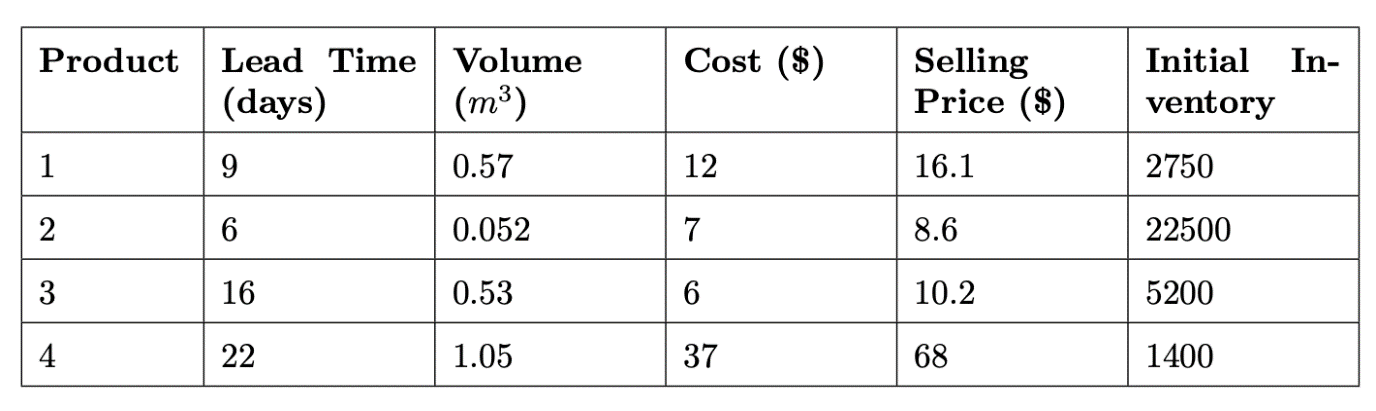 Product Lead Time Volume Cost ($) Selling Initial In-
(days) (m³) Price ($) ventory
1 9 0.57 12 16.1 2750
2 6 0.052 7 8.6 22500
3 16 0.53 6 10.2 5200
4 22 1.05 37 68 1400